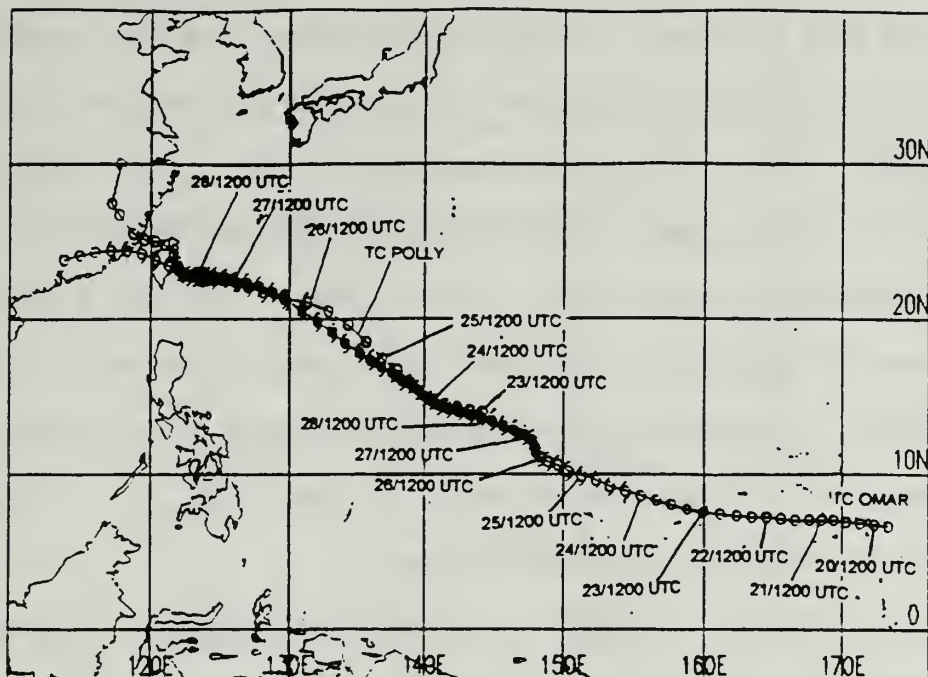 30N
28/1200 UTC
27/1200 UTC
26/1200 UTC
TC POLLY
20N
25/1200 UTC
24/1200 UTC
23/1200 UTC
28/1200 UTC
27/1200 UTC
10N
26/1200 UTC
TC OMAR
25/1200 UTC
24/1200 UTC
22/1200 UTC
20/1200 UTC
23/1200 UTC
21/1200 UTC
0
120E
130E
140E
150E
160E
170E